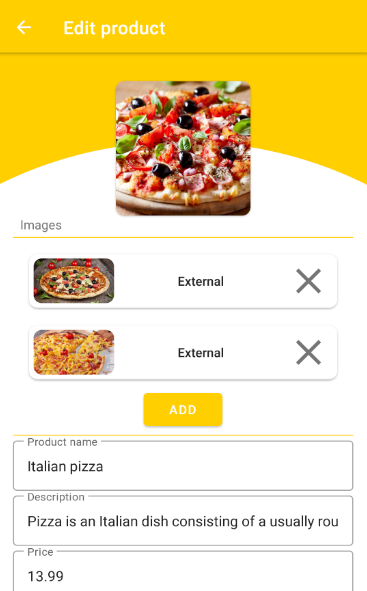 Edit product
Images
External
External
ADD
Product name
Italian pizza
Description
Pizza is an Italian dish consisting of a usually rou
Price
13.99